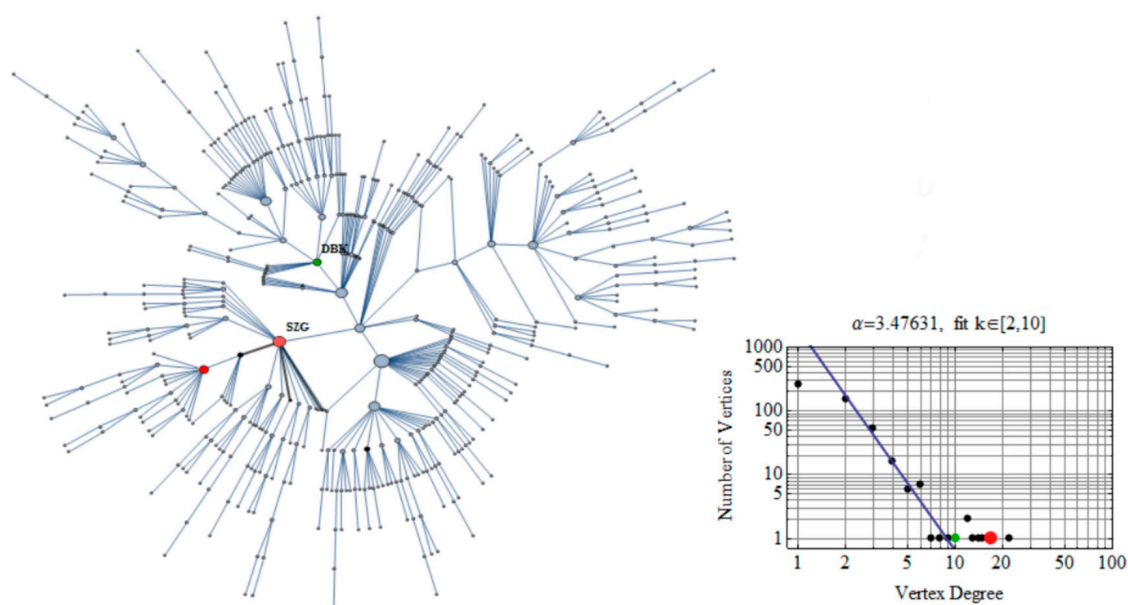 DBK
SZG
α=3.47631, fit k∈[2,10]
Number of Vertices
1000
500
100
50
10
5
1
1 2 5 10 20 50 100
Vertex Degree